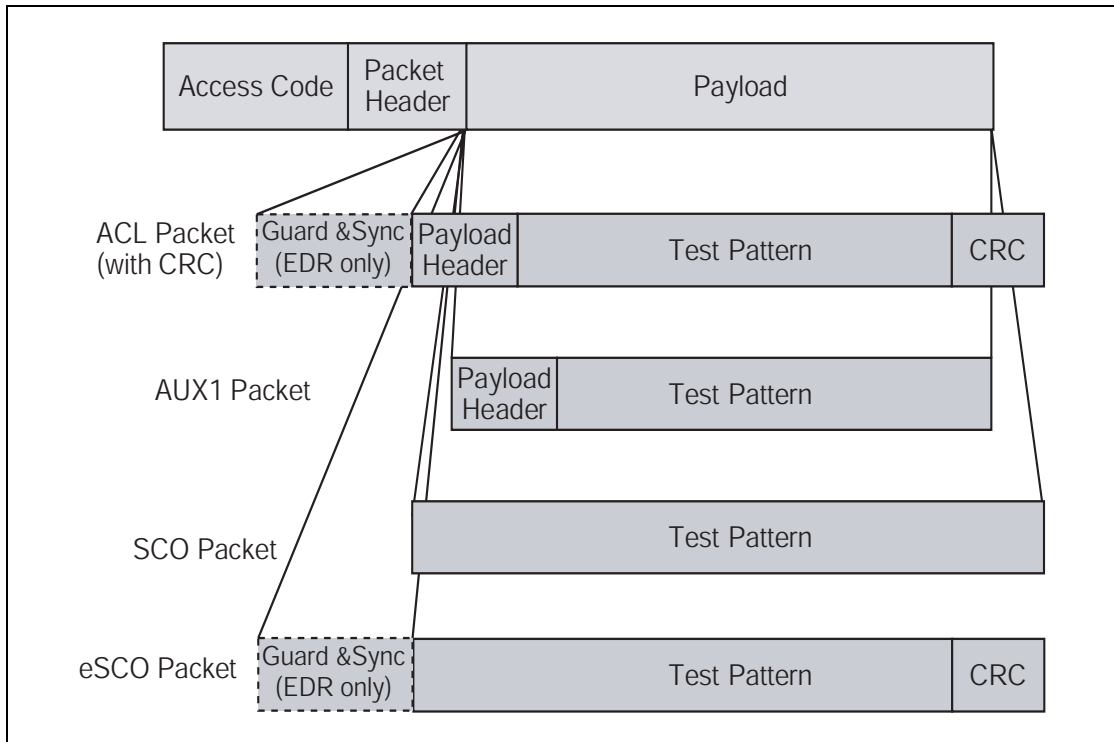 Access Code
Packet
Header
Payload
ACL Packet
(with CRC)
Guard &Sync
(EDR only)
Payload
Header
Test Pattern
CRC
AUX1 Packet
Payload
Header
Test Pattern
SCO Packet
Test Pattern
eSCO Packet
Guard &Sync
(EDR only)
Test Pattern
CRC